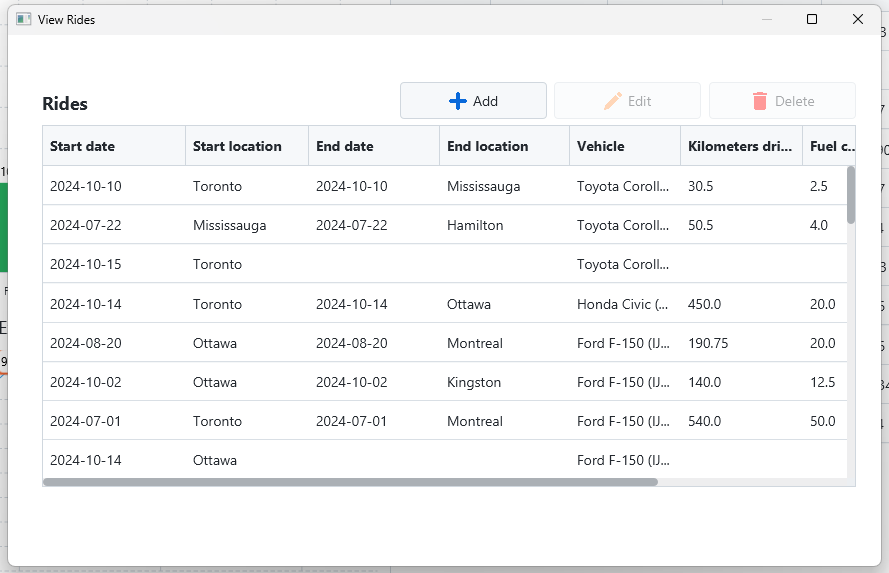 View Rides
Rides
Add Edit Delete
Start date Start location End date End location Vehicle Kilometers dri... Fuel c...
2024-10-10 Toronto 2024-10-10 Mississauga Toyota Coroll... 30.5 2.5
2024-07-22 Mississauga 2024-07-22 Hamilton Toyota Coroll... 50.5 4.0
2024-10-15 Toronto Toyota Coroll...
2024-10-14 Toronto 2024-10-14 Ottawa Honda Civic (... 450.0 20.0
2024-08-20 Ottawa 2024-08-20 Montreal Ford F-150 (IJ... 190.75 20.0
2024-10-02 Ottawa 2024-10-02 Kingston Ford F-150 (IJ... 140.0 12.5
2024-07-01 Toronto 2024-07-01 Montreal Ford F-150 (IJ... 540.0 50.0
2024-10-14 Ottawa Ford F-150 (IJ...